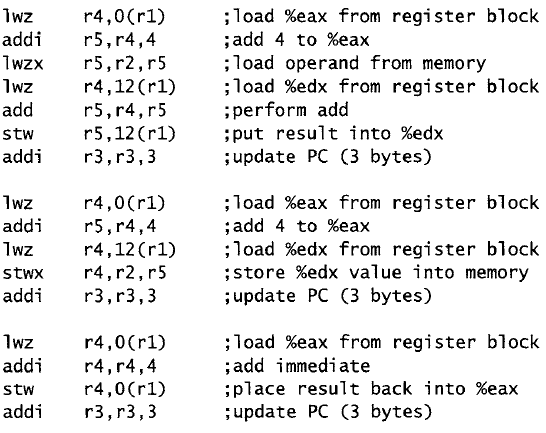 lwz r4,0(r1) ;load %eax from register block
addi r5,r4,4 ;add 4 to %eax
lwzx r5,r2,r5 ;load operand from memory
lwz r4,12(r1) ;load %edx from register block
add r5,r4,r5 ;perform add
stw r5,12(r1) ;put result into %edx
addi r3,r3,3 ;update PC (3 bytes)
lwz r4,0(r1) ;load %eax from register block
addi r5,r4,4 ;add 4 to %eax
lwz r4,12(r1) ;load %edx from register block
stwx r4,r2,r5 ;store %edx value into memory
addi r3,r3,3 ;update PC (3 bytes)
lwz r4,0(r1) ;load %eax from register block
addi r4,r4,4 ;add immediate
stw r4,0(r1) ;place result back into %eax
addi r3,r3,3 ;update PC (3 bytes)